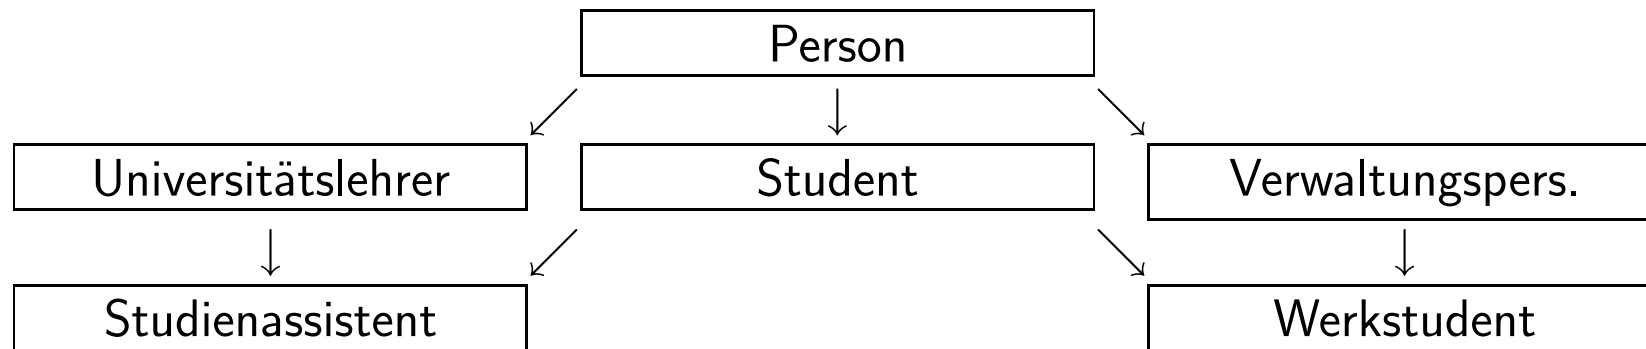 Person
Universitätslehrer
Student
Verwaltungspers.
Studienassistent
Werkstudent